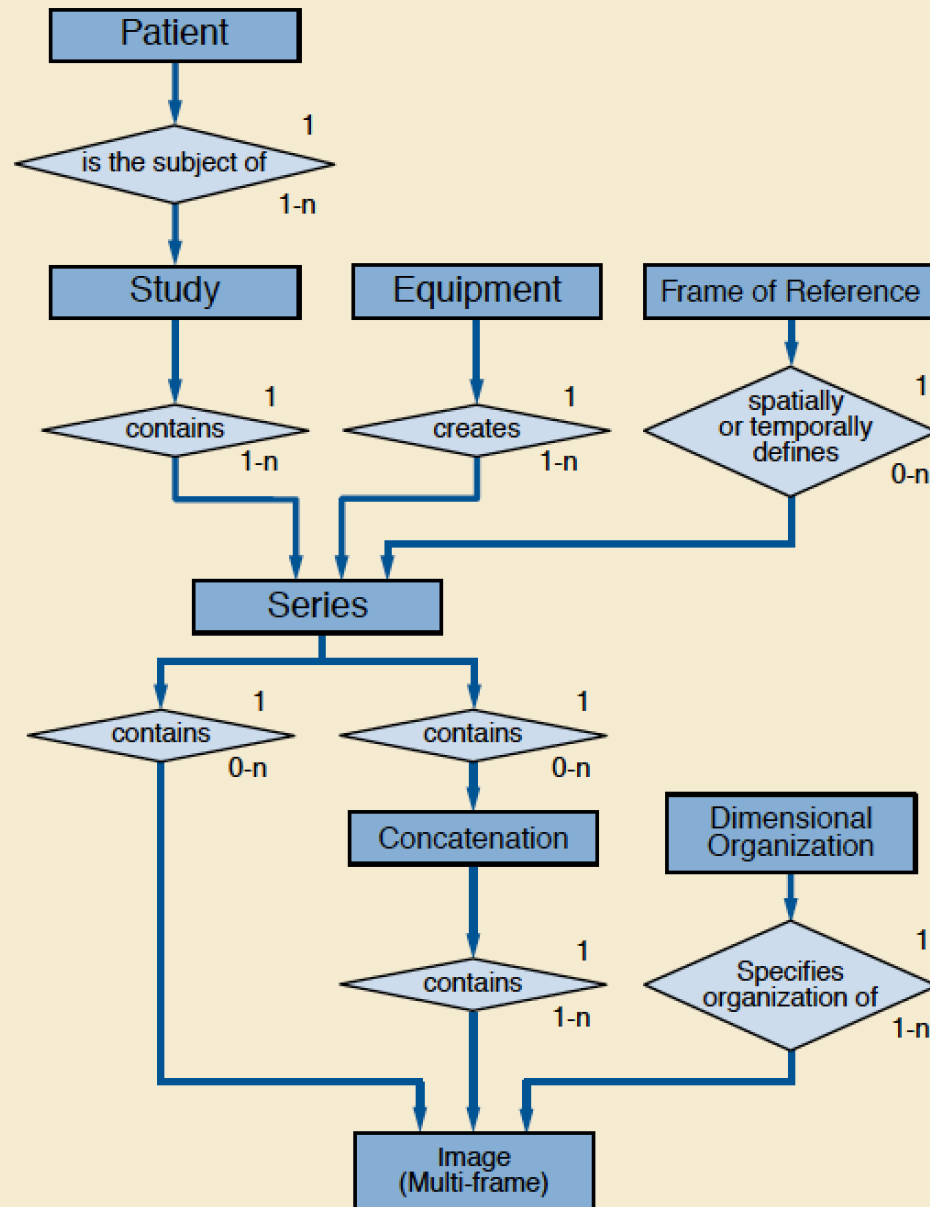 Patient
1
is the subject of
1-n
Study
Equipment
Frame of Reference
1
contains
1-n
1
creates
1-n
1
spatially
or temporally
defines
0-n
Series
1
contains
0-n
1
contains
0-n
Concatenation
Dimensional
Organization
1
contains
1-n
1
Specifies
organization of
1-n
Image
(Multi-frame)